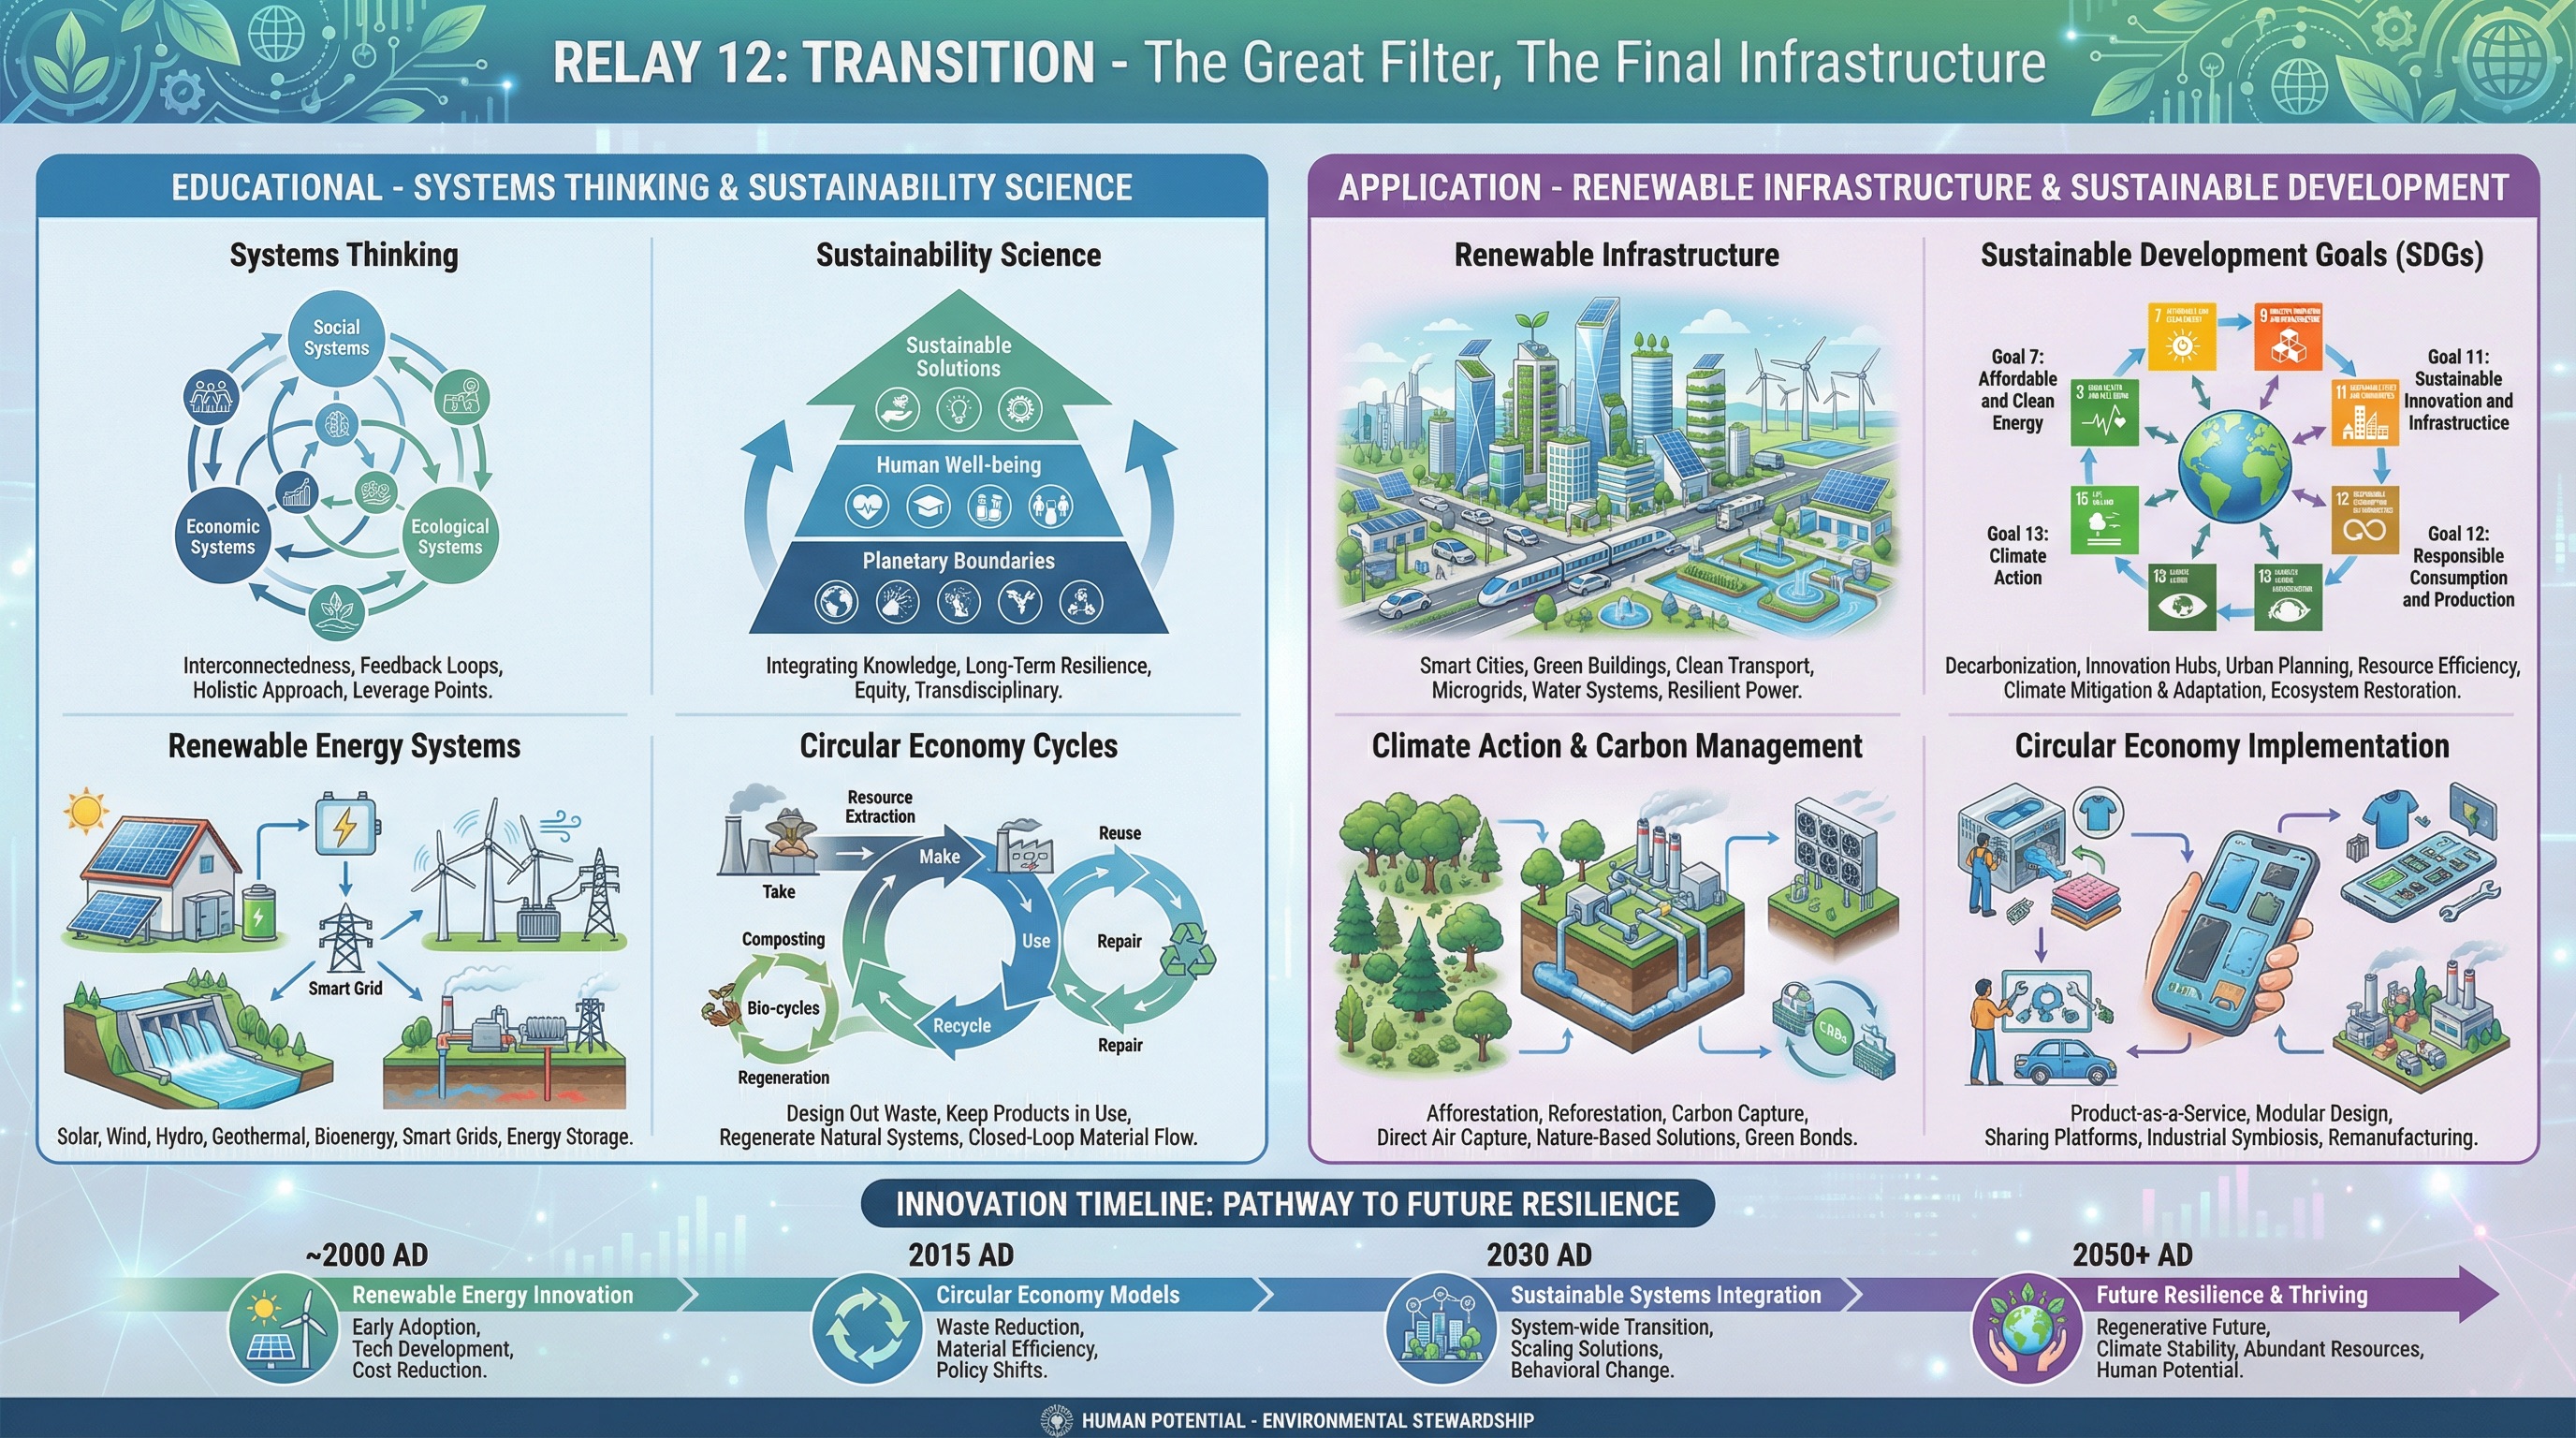 RELAY 12: TRANSITION - The Great Filter, The Final Infrastructure
EDUCATIONAL - SYSTEMS THINKING & SUSTAINABILITY SCIENCE
Systems Thinking
Social
Systems
Economic
Systems
Ecological
Systems
Interconnectedness, Feedback Loops,
Holistic Approach, Leverage Points.
Sustainability Science
Sustainable
Solutions
Human Well-being
Planetary Boundaries
Integrating Knowledge, Long-Term Resilience,
Equity, Transdisciplinary.
Renewable Energy Systems
Smart Grid
Solar, Wind, Hydro, Geothermal, Bioenergy, Smart Grids, Energy Storage.
Circular Economy Cycles
Resource
Extraction
Take
Make
Use
Recycle
Reuse
Repair
Repair
Composting
Bio-cycles
Regeneration
Design Out Waste, Keep Products in Use,
Regenerate Natural Systems, Closed-Loop Material Flow.
APPLICATION - RENEWABLE INFRASTRUCTURE & SUSTAINABLE DEVELOPMENT
Renewable Infrastructure
Smart Cities, Green Buildings, Clean Transport,
Microgrids, Water Systems, Resilient Power.
Sustainable Development Goals (SDGs)
7
9
3
11
15
12
13
13
Goal 7:
Affordable
and Clean
Energy
Goal 11:
Sustainable
Innovation and
Infrastructice
Goal 13:
Climate
Action
Goal 12:
Responsible
Consumption
and Production
Decarbonization, Innovation Hubs, Urban Planning, Resource Efficiency,
Climate Mitigation & Adaptation, Ecosystem Restoration.
Climate Action & Carbon Management
Afforestation, Reforestation, Carbon Capture,
Direct Air Capture, Nature-Based Solutions, Green Bonds.
Circular Economy Implementation
Product-as-a-Service, Modular Design,
Sharing Platforms, Industrial Symbiosis, Remanufacturing.
INNOVATION TIMELINE: PATHWAY TO FUTURE RESILIENCE
~2000 AD
Renewable Energy Innovation
Early Adoption,
Tech Development,
Cost Reduction.
2015 AD
Circular Economy Models
Waste Reduction,
Material Efficiency,
Policy Shifts.
2030 AD
Sustainable Systems Integration
System-wide Transition,
Scaling Solutions,
Behavioral Change.
2050+ AD
Future Resilience & Thriving
Regenerative Future,
Climate Stability, Abundant Resources,
Human Potential.
HUMAN POTENTIAL - ENVIRONMENTAL STEWARDSHIP